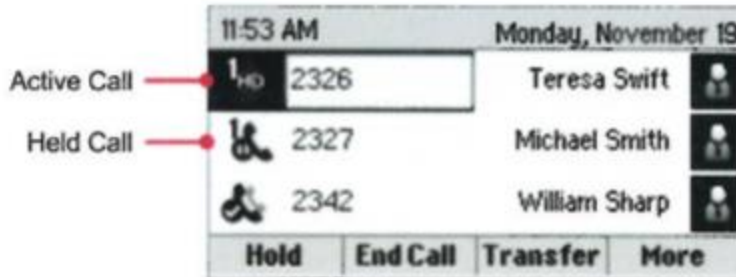 11:53 AM Monday, November 19
Active Call 1 HD 2326 Teresa Swift
Held Call 1 2327 Michael Smith
2342 William Sharp
Hold End Call Transfer More